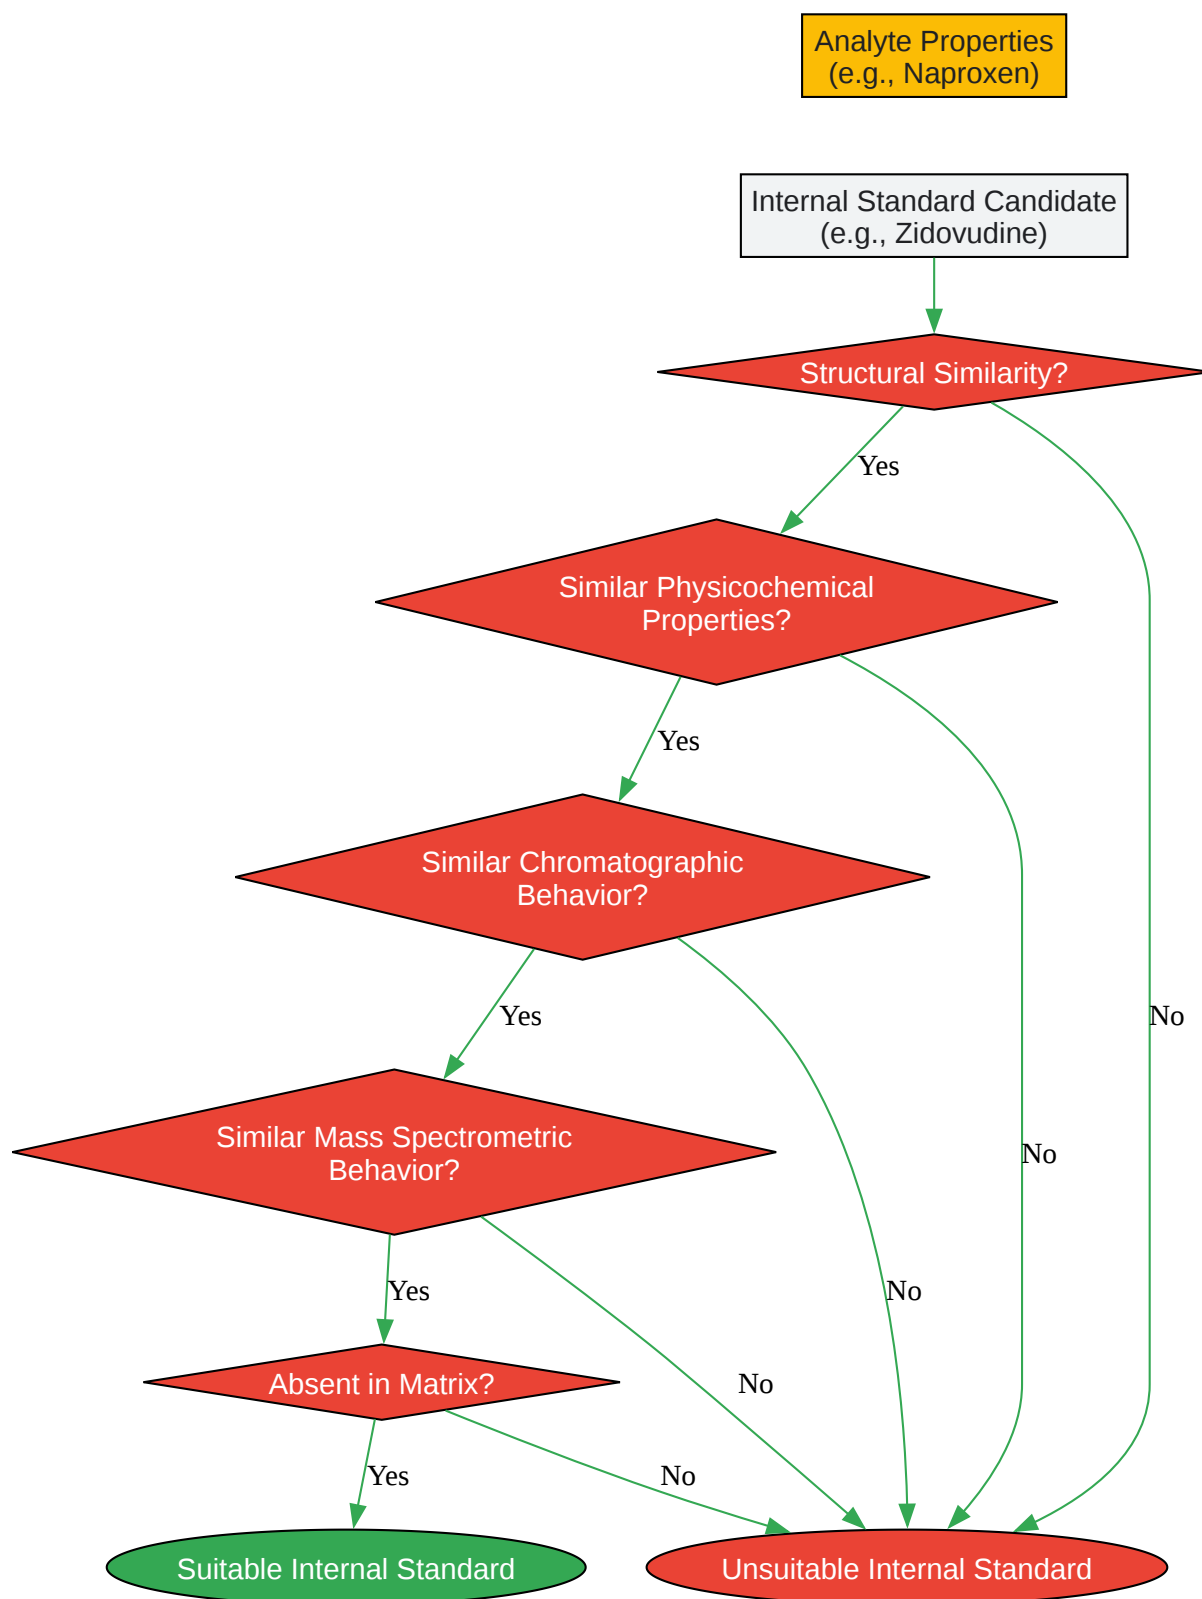 Analyte Properties
(e.g., Naproxen)
Internal Standard Candidate
(e.g., Zidovudine)
Structural Similarity?
Yes
Similar Physicochemical
Properties?
Yes
Similar Chromatographic
Behavior?
Yes
No
Similar Mass Spectrometric
Behavior?
No
Yes
No
Absent in Matrix?
No
Yes
No
Suitable Internal Standard
Unsuitable Internal Standard